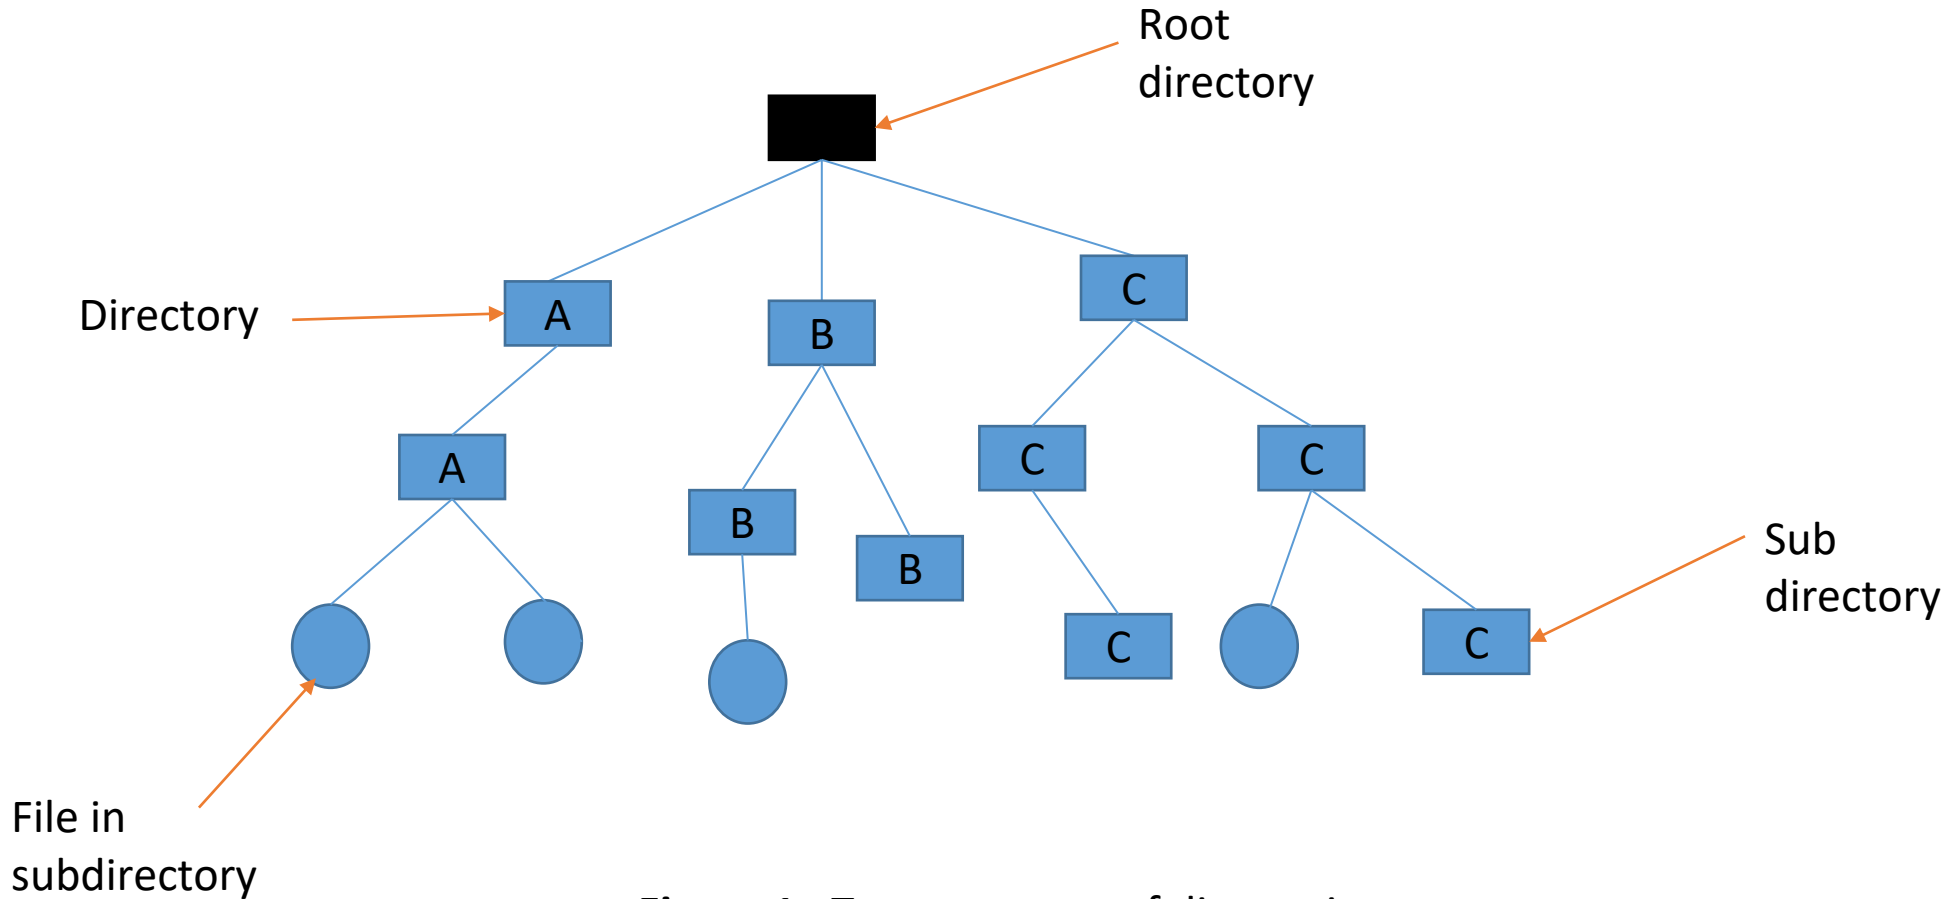 Root
directory
C
Directory
A
B
C
C
A
B
Sub
directory
B
C
C
File in
subdirectory